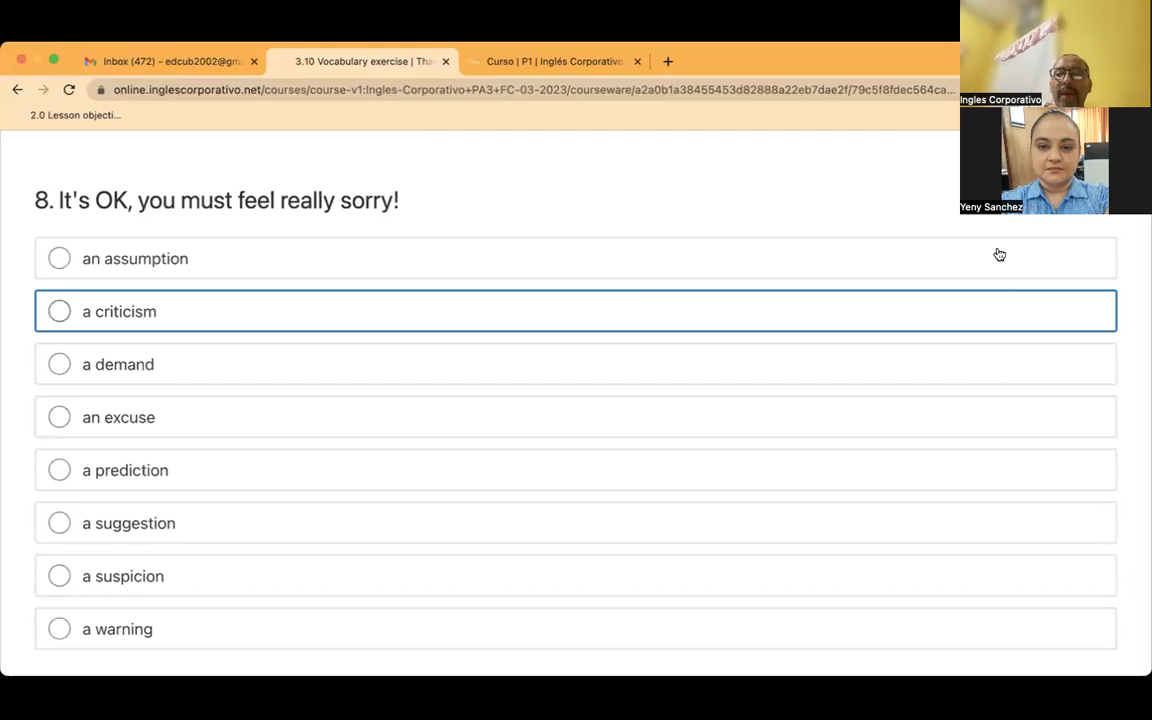 Inbox (472) - edcub2002@gm
3.10 Vocabulary exercise | Tha
Curso | P1 | Inglés Corporativo
online.inglescorporativo.net/courses/course-v1:Ingles-Corporativo+PA3+FC-03-2023/courseware/a2a0b1a38455453d82888a22eb7dae2f/79c5f8fdec564ca...
2.0 Lesson objecti...
Ingles Corporativo
Yeny Sanchez
8. It's OK, you must feel really sorry!
an assumption
a criticism
a demand
an excuse
a prediction
a suggestion
a suspicion
a warning